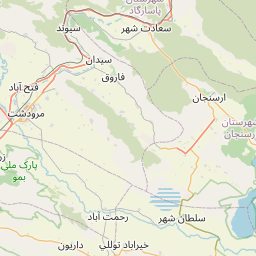 شهرستان
پاسارگاد
سعادت شهر
سیوند
سیدان
فاروق
فتح آباد
ارسنجان
مرودشت
شهرستان
ارسنجان
پارک ملی
بمو
سلطان شهر
رحمت آباد
خیرآباد توللی
داریون